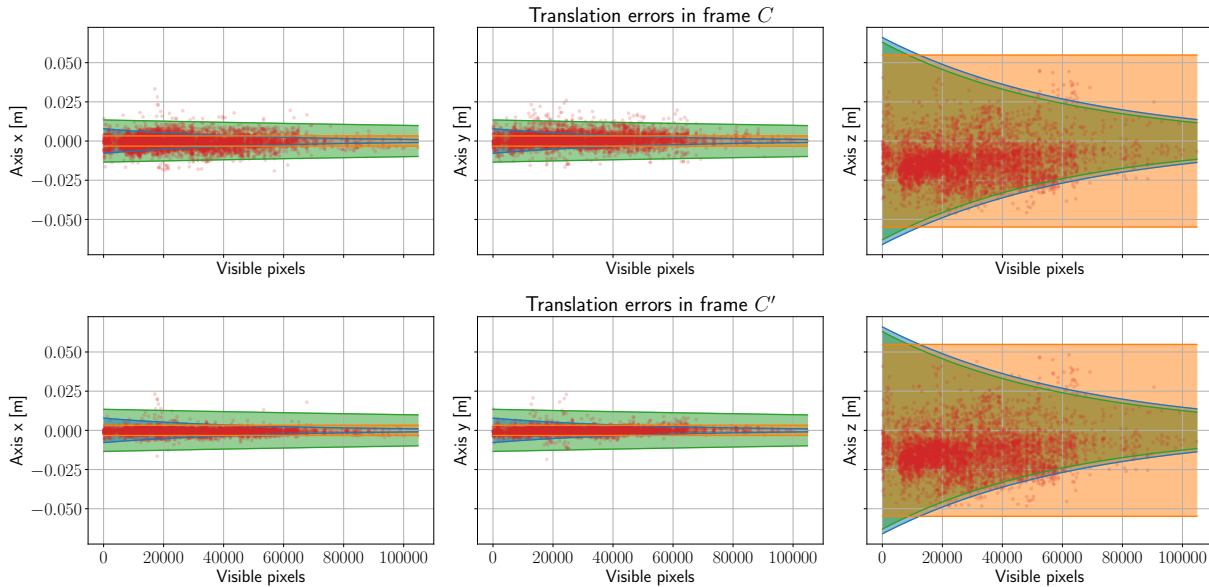 Translation errors in frame C
Axis x [m]
0.050
0.025
0.000
−0.025
−0.050
Visible pixels
Axis y [m]
Visible pixels
Axis z [m]
Visible pixels
Translation errors in frame C′
Axis x [m]
0.050
0.025
0.000
−0.025
−0.050
0 20000 40000 60000 80000 100000
Visible pixels
Axis y [m]
0 20000 40000 60000 80000 100000
Visible pixels
Axis z [m]
0 20000 40000 60000 80000 100000
Visible pixels